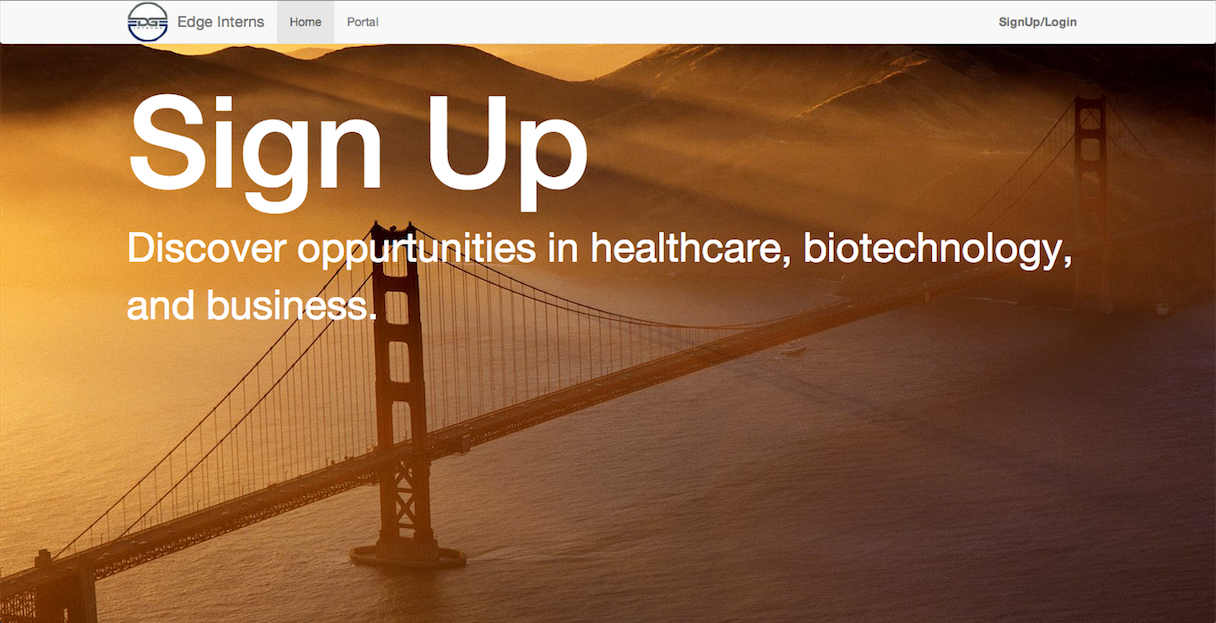 EDGE
Edge Interns
Home
Portal
SignUp/Login
Sign Up
Discover oppurtunities in healthcare, biotechnology,
and business.